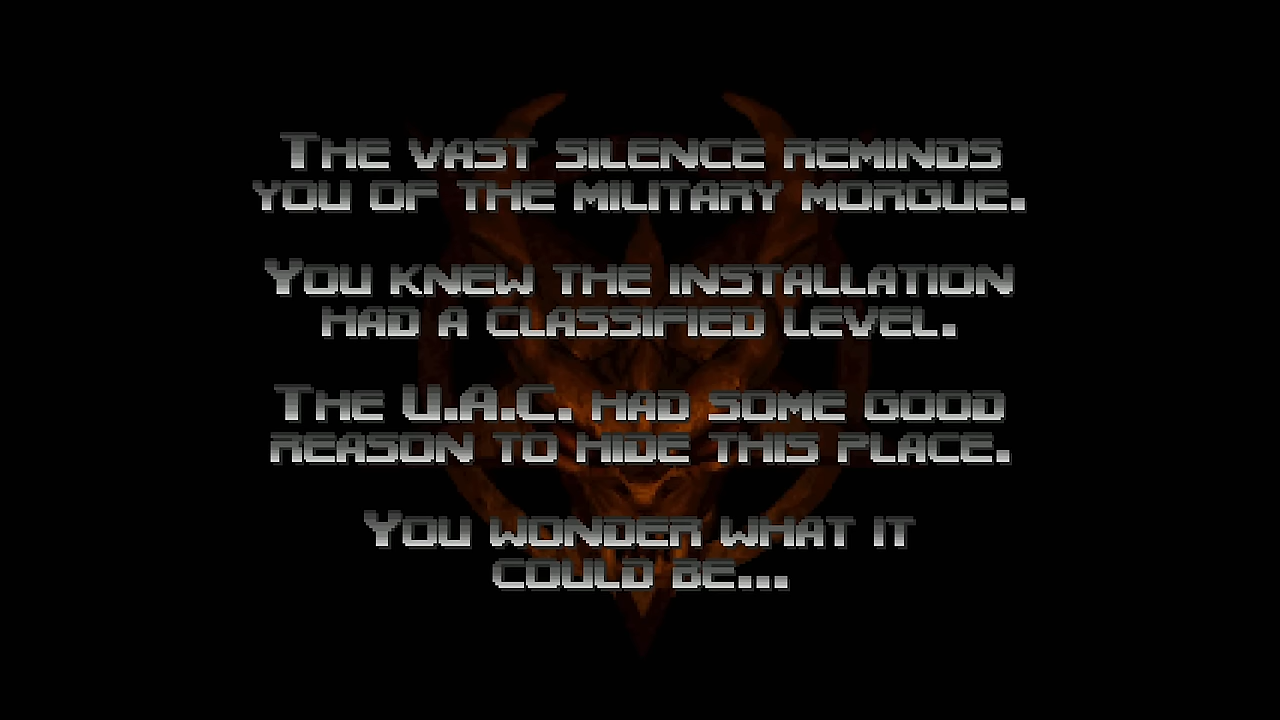 The vast silence reminds
you of the military morgue.
You knew the installation
had a classified level.
The U.A.C. had some good
reason to hide this place.
You wonder what it
could be...